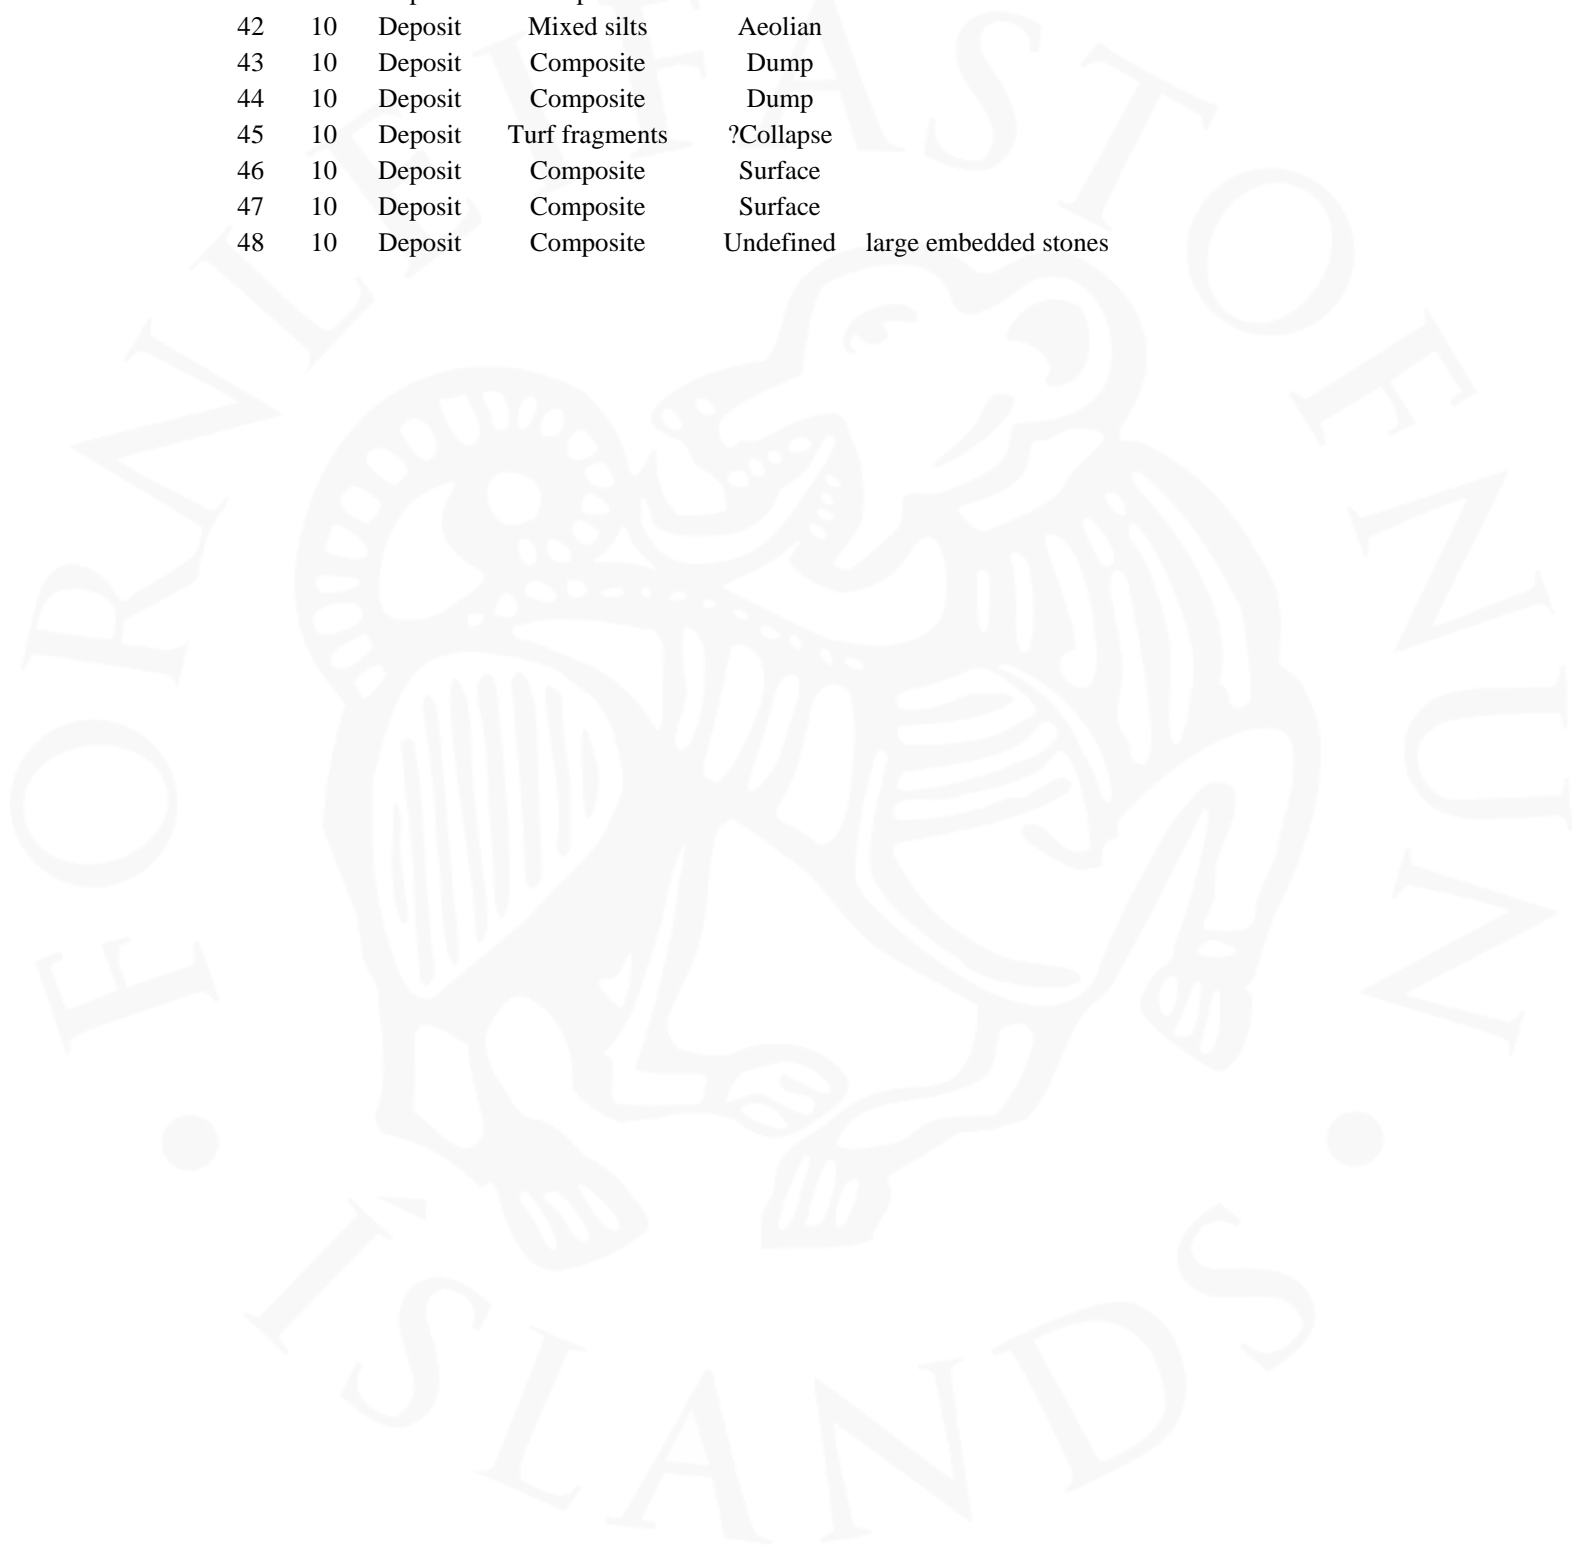 42 10 Deposit Mixed silts Aeolian
43 10 Deposit Composite Dump
44 10 Deposit Composite Dump
45 10 Deposit Turf fragments ?Collapse
46 10 Deposit Composite Surface
47 10 Deposit Composite Surface
48 10 Deposit Composite Undefined large embedded stones
FORNLEIFASTOFNUN
• ÍSLANDS •